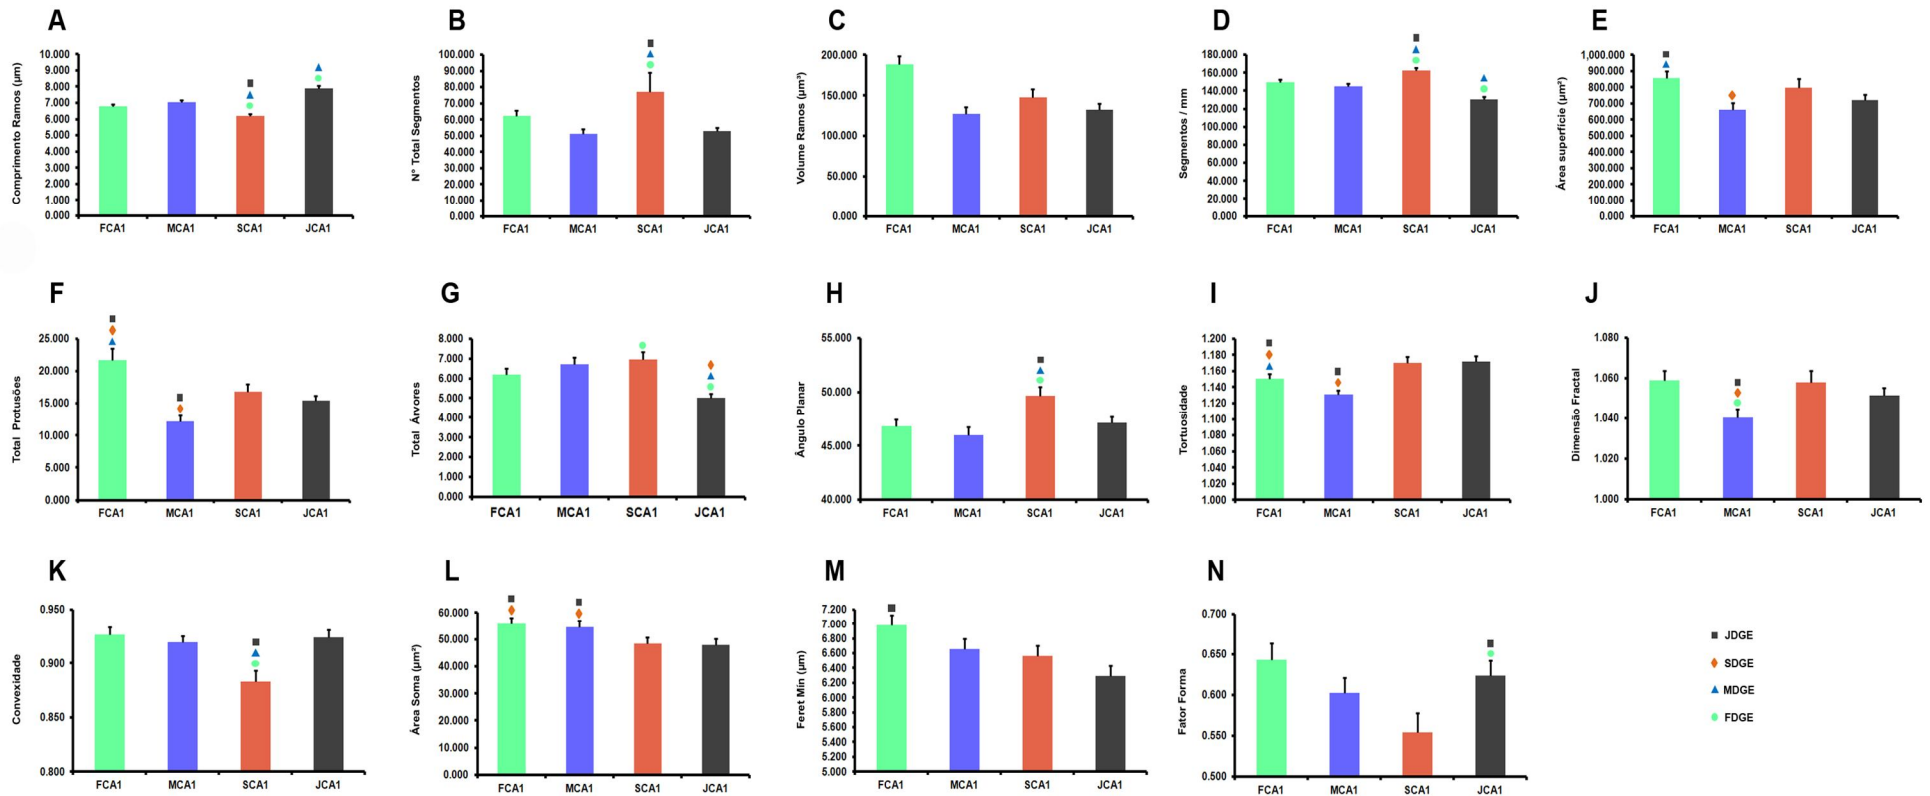 A
Comprimento Ramos (µm)
10.000
9.000
8.000
7.000
6.000
5.000
4.000
3.000
2.000
1.000
0.000
FCA1 MCA1 SCA1 JCA1
B
N° Total Segmentos
100.000
90.000
80.000
70.000
60.000
50.000
40.000
30.000
20.000
10.000
0.000
FCA1 MCA1 SCA1 JCA1
C
Volume Ramos (µm³)
200.000
150.000
100.000
50.000
0.000
FCA1 MCA1 SCA1 JCA1
D
Segmentos / mm
180.000
160.000
140.000
120.000
100.000
80.000
60.000
40.000
20.000
0.000
FCA1 MCA1 SCA1 JCA1
E
Área superfície (µm²)
1,000.000
900.000
800.000
700.000
600.000
500.000
400.000
300.000
200.000
100.000
0.000
FCA1 MCA1 SCA1 JCA1
F
Total Protusões
25.000
20.000
15.000
10.000
5.000
0.000
FCA1 MCA1 SCA1 JCA1
G
Total Árvores
8.000
7.000
6.000
5.000
4.000
3.000
2.000
1.000
0.000
FCA1 MCA1 SCA1 JCA1
H
Ângulo Planar
55.000
50.000
45.000
40.000
FCA1 MCA1 SCA1 JCA1
I
Tortuosidade
1.200
1.180
1.160
1.140
1.120
1.100
1.080
1.060
1.040
1.020
1.000
FCA1 MCA1 SCA1 JCA1
J
Dimensão Fractal
1.080
1.060
1.040
1.020
1.000
FCA1 MCA1 SCA1 JCA1
K
Convexidade
0.950
0.900
0.850
0.800
FCA1 MCA1 SCA1 JCA1
L
Área Soma (µm²)
60.000
50.000
40.000
30.000
20.000
10.000
0.000
FCA1 MCA1 SCA1 JCA1
M
Feret Min (µm)
7.200
7.000
6.800
6.600
6.400
6.200
6.000
5.800
5.600
5.400
5.200
5.000
FCA1 MCA1 SCA1 JCA1
N
Fator Forma
0.700
0.650
0.600
0.550
0.500
FCA1 MCA1 SCA1 JCA1
JDGE
SDGE
MDGE
FDGE